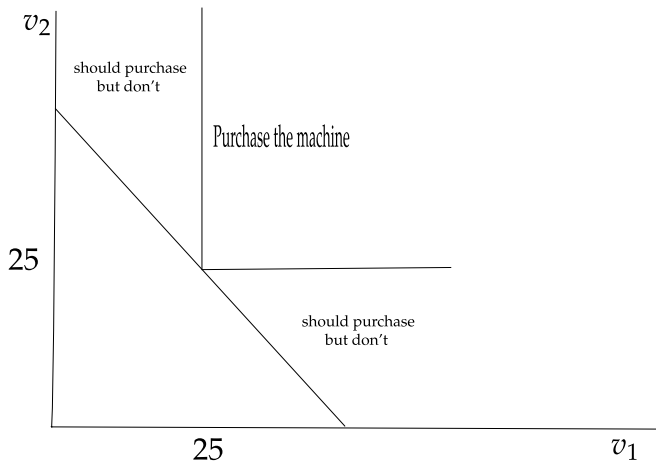 v₂
should purchase
but don't
Purchase the machine
25
should purchase
but don't
25
v₁